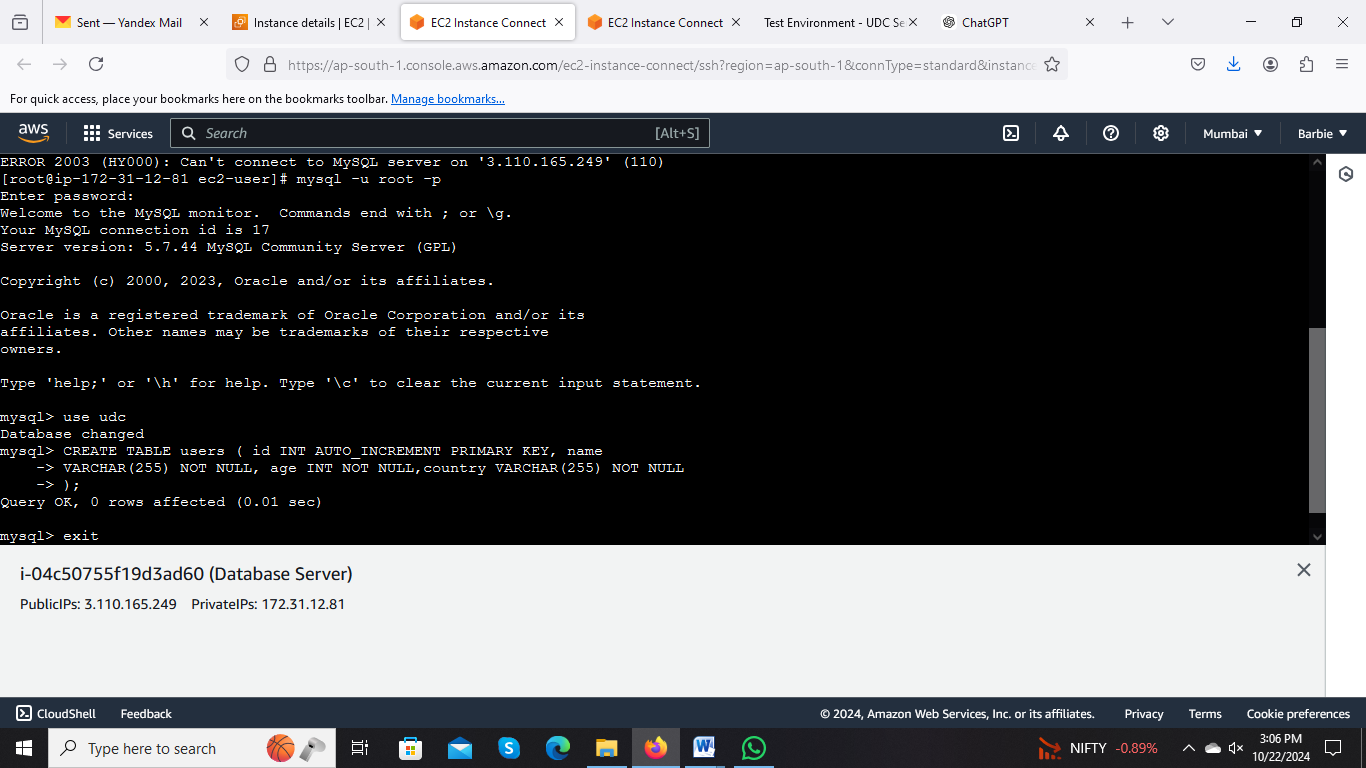 Sent — Yandex Mail
Instance details | EC2 |
EC2 Instance Connect
EC2 Instance Connect
Test Environment - UDC Se
ChatGPT
https://ap-south-1.console.aws.amazon.com/ec2-instance-connect/ssh?region=ap-south-1&connType=standard&instance
For quick access, place your bookmarks here on the bookmarks toolbar. Manage bookmarks...
aws
Services
Search
[Alt+S]
Mumbai
Barbie
ERROR 2003 (HY000): Can't connect to MySQL server on '3.110.165.249' (110)
[root@ip-172-31-12-81 ec2-user]# mysql -u root -p
Enter password:
Welcome to the MySQL monitor.  Commands end with ; or \g.
Your MySQL connection id is 17
Server version: 5.7.44 MySQL Community Server (GPL)
Copyright (c) 2000, 2023, Oracle and/or its affiliates.
Oracle is a registered trademark of Oracle Corporation and/or its
affiliates. Other names may be trademarks of their respective
owners.
Type 'help;' or '\h' for help. Type '\c' to clear the current input statement.
mysql> use udc
Database changed
mysql> CREATE TABLE users ( id INT AUTO_INCREMENT PRIMARY KEY, name
    -> VARCHAR(255) NOT NULL, age INT NOT NULL,country VARCHAR(255) NOT NULL
    -> );
Query OK, 0 rows affected (0.01 sec)
mysql> exit
i-04c50755f19d3ad60 (Database Server)
PublicIPs: 3.110.165.249    PrivateIPs: 172.31.12.81
CloudShell
Feedback
© 2024, Amazon Web Services, Inc. or its affiliates.
Privacy
Terms
Cookie preferences
Type here to search
NIFTY -0.89%
3:06 PM
10/22/2024